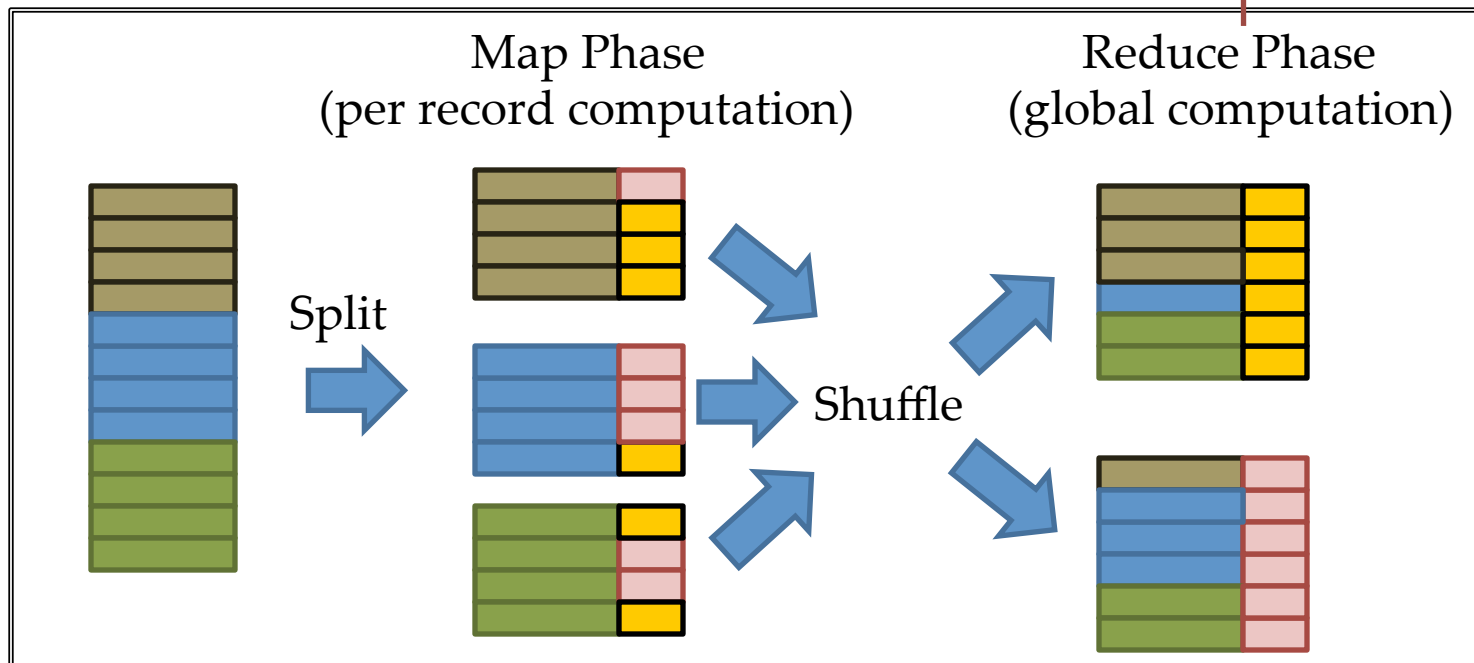 Map Phase
(per record computation)
Reduce Phase
(global computation)
Split
Shuffle